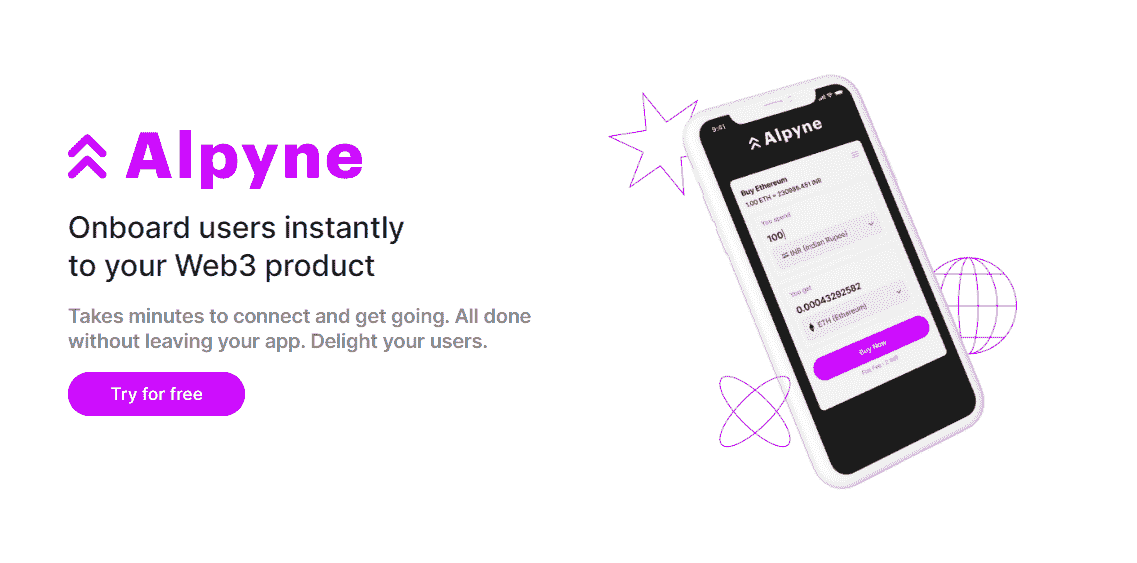 Alpyne
Onboard users instantly
to your Web3 product
Takes minutes to connect and get going. All done
without leaving your app. Delight your users.
Try for free
9:41
Alpyne
Buy Ethereum
1.00 ETH = 230985.451 INR
You spend
100
INR (Indian Rupee)
You get
0.00043292582
ETH (Ethereum)
Buy Now